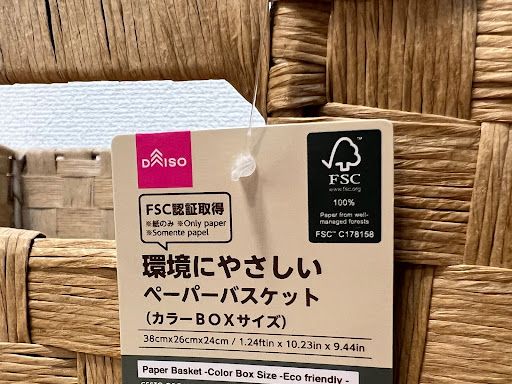 DAISO
FSC認証取得
※紙のみ ※Only paper
※Somente papel
FSC
www.fsc.org
100%
Paper from well-
managed forests
FSC™ C178158
環境にやさしい
ペーパーバスケット
(カラーBOXサイズ)
38cmx26cmx24cm / 1.24ftin x 10.23in x 9.44in
Paper Basket -Color Box Size -Eco friendly -